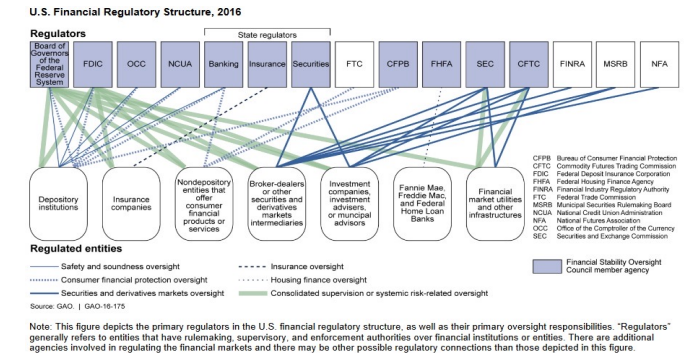 U.S. Financial Regulatory Structure, 2016
Regulators
State regulators
Board of
Governors
of the
Federal
Reserve
System
FDIC
OCC
NCUA
Banking
Insurance
Securities
FTC
CFPB
FHFA
SEC
CFTC
FINRA
MSRB
NFA
CFPB Bureau of Consumer Financial Protection
CFTC Commodity Futures Trading Commission
FDIC Federal Deposit Insurance Corporation
FHFA Federal Housing Finance Agency
FINRA Financial Industry Regulatory Authority
FTC Federal Trade Commission
MSRB Municipal Securities Rulemaking Board
NCUA National Credit Union Administration
NFA National Futures Association
OCC Office of the Comptroller of the Currency
SEC Securities and Exchange Commission
Depository
institutions
Insurance
companies
Nondepository
entities that
offer
consumer
financial
products or
services
Broker-dealers
or other
securities and
derivatives
markets
intermediaries
Investment
companies,
investment
advisers,
or muncipal
advisors
Fannie Mae,
Freddie Mac,
and Federal
Home Loan
Banks
Financial
market utilities
and other
infrastructures
Regulated entities
Safety and soundness oversight
Consumer financial protection oversight
Securities and derivatives markets oversight
Insurance oversight
Housing finance oversight
Consolidated supervision or systemic risk-related oversight
Financial Stability Oversight
Council member agency
Source: GAO. | GAO-16-175
Note: This figure depicts the primary regulators in the U.S. financial regulatory structure, as well as their primary oversight responsibilities. “Regulators”
generally refers to entities that have rulemaking, supervisory, and enforcement authorities over financial institutions or entities. There are additional
agencies involved in regulating the financial markets and there may be other possible regulatory connections than those depicted in this figure.